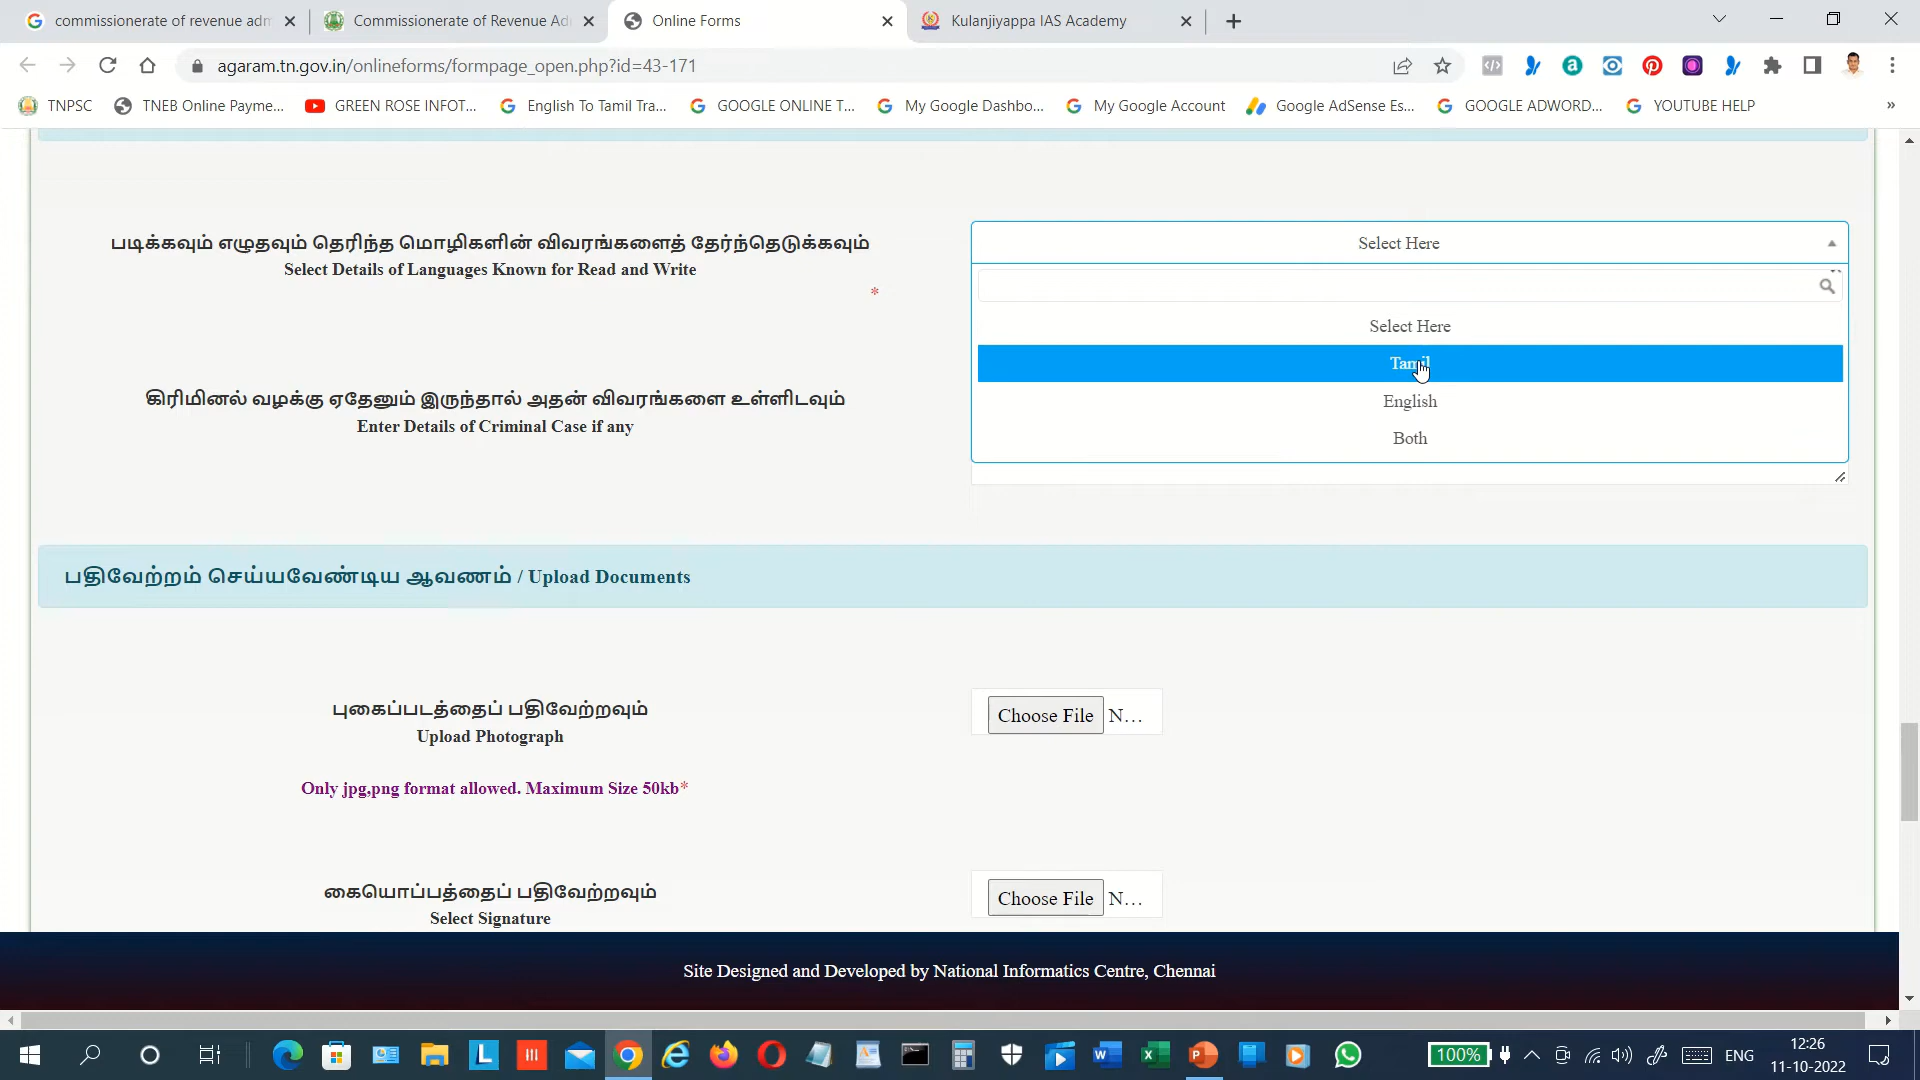 commissionerate of revenue adm
Commissionerate of Revenue Ad
Online Forms
Kulanjiyappa IAS Academy
agaram.tn.gov.in/onlineforms/formpage_open.php?id=43-171
TNPSC
TNEB Online Payme...
GREEN ROSE INFOT...
English To Tamil Tra...
GOOGLE ONLINE T...
My Google Dashbo...
My Google Account
Google AdSense Es...
GOOGLE ADWORD...
YOUTUBE HELP
»
படிக்கவும் எழுதவும் தெரிந்த மொழிகளின் விவரங்களைத் தேர்ந்தெடுக்கவும்
Select Details of Languages Known for Read and Write
*
Select Here
Select Here
Tamil
English
Both
கிரிமினல் வழக்கு ஏதேனும் இருந்தால் அதன் விவரங்களை உள்ளிடவும்
Enter Details of Criminal Case if any
பதிவேற்றம் செய்யவேண்டிய ஆவணம் / Upload Documents
புகைப்படத்தைப் பதிவேற்றவும்
Upload Photograph
Choose File N...
Only jpg,png format allowed. Maximum Size 50kb*
கையொப்பத்தைப் பதிவேற்றவும்
Select Signature
Choose File N...
Site Designed and Developed by National Informatics Centre, Chennai
100%
ENG
12:26
11-10-2022